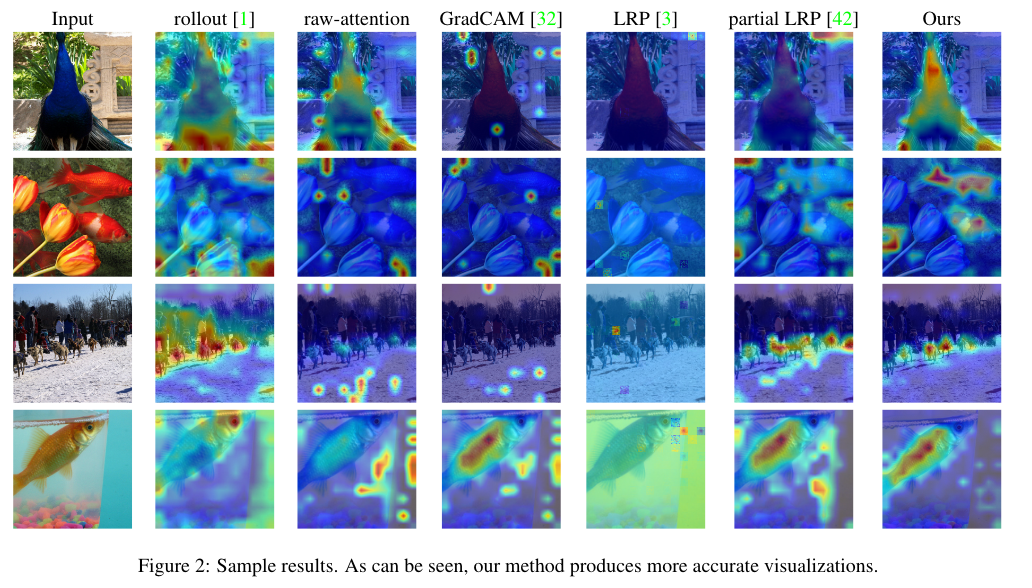 Input rollout [1] raw-attention GradCAM [32] LRP [3] partial LRP [42] Ours
Figure 2: Sample results. As can be seen, our method produces more accurate visualizations.